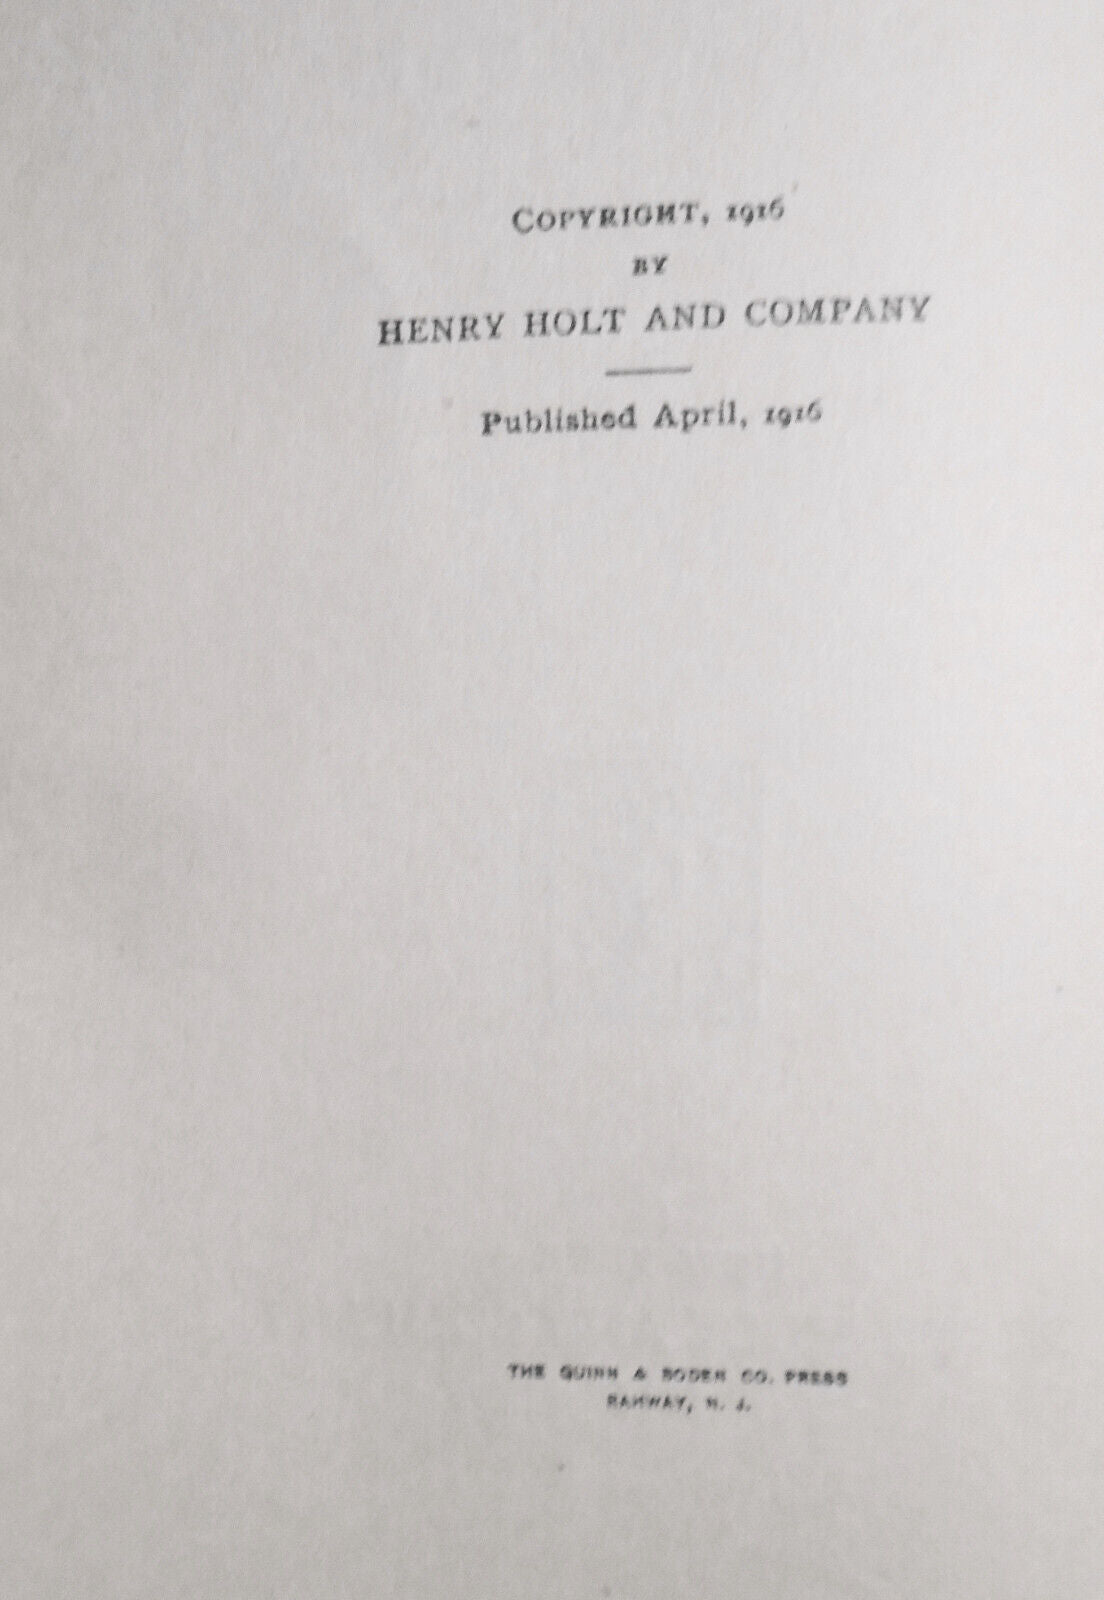 COPYRIGHT, 1916
BY
HENRY HOLT AND COMPANY
Published April, 1916
THE QUINN & BODEN CO. PRESS
RAHWAY, N. J.